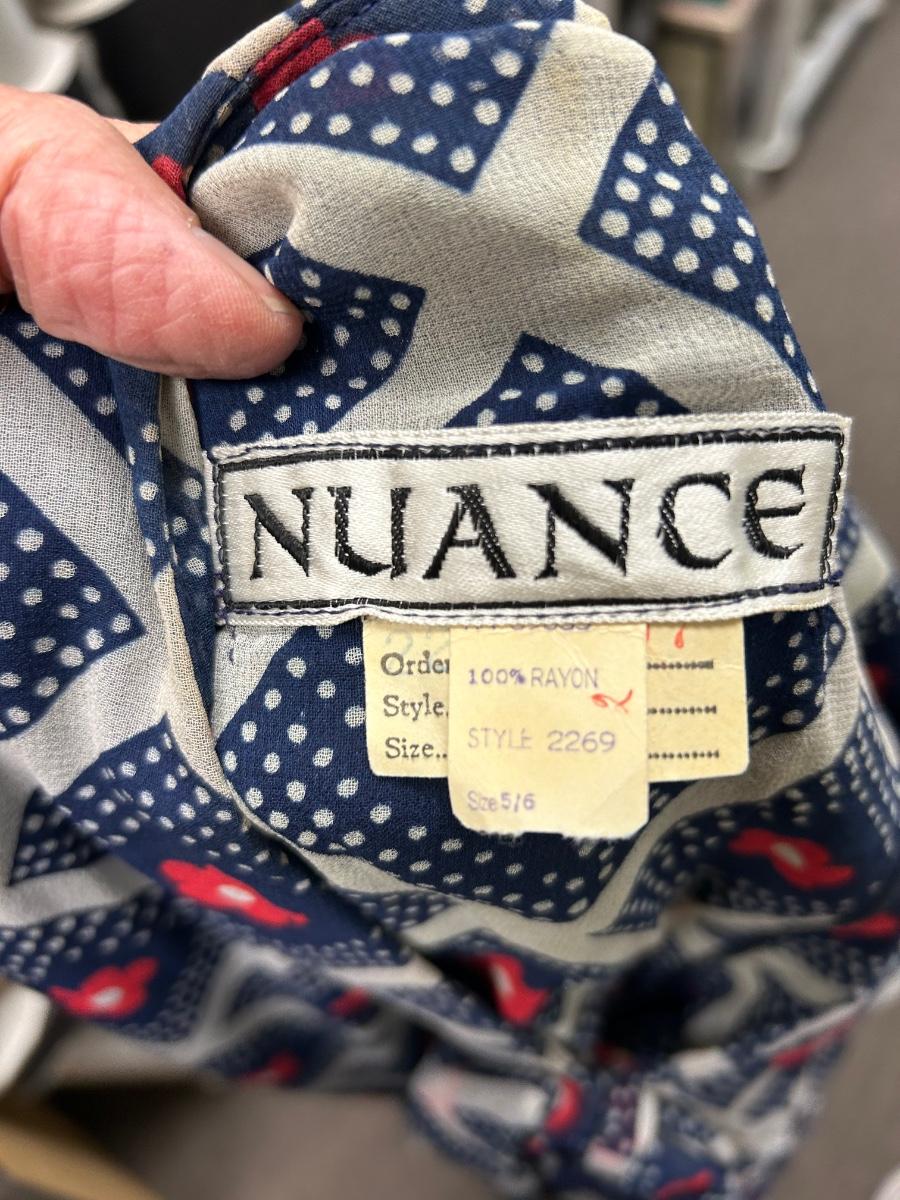 NUANCE
Order
100% RAYON
Style.
STYLE 2269
Size..
Size 5/6